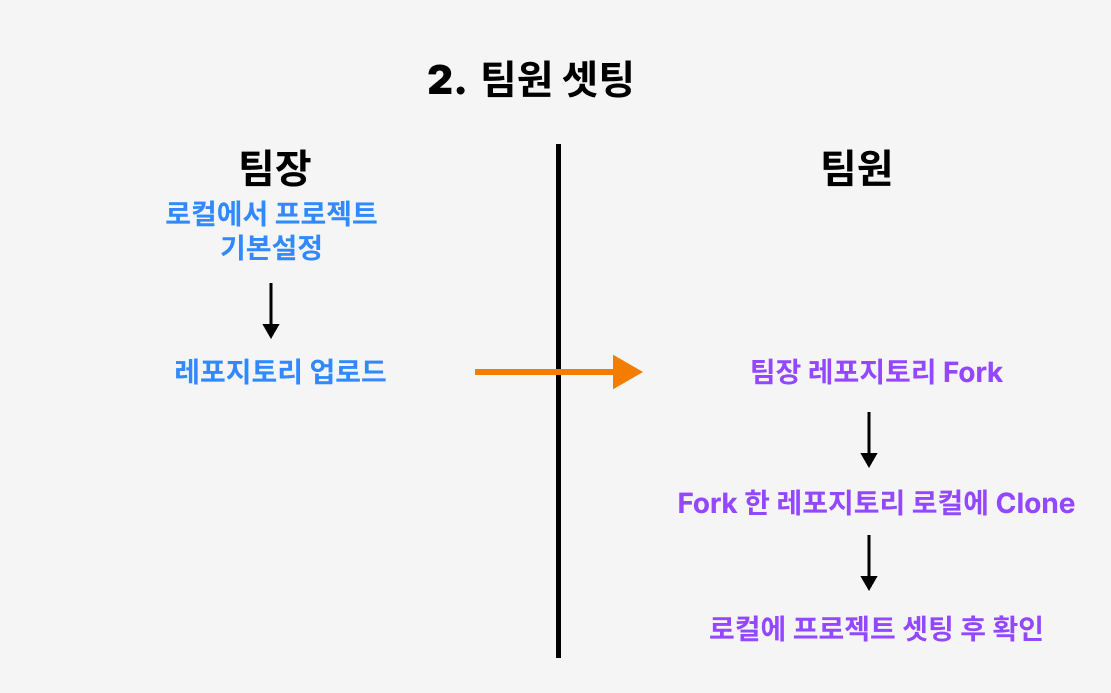 2. 팀원 셋팅
팀장
로컬에서 프로젝트
기본설정
레포지토리 업로드
팀원
팀장 레포지토리 Fork
Fork 한 레포지토리 로컬에 Clone
로컬에 프로젝트 셋팅 후 확인